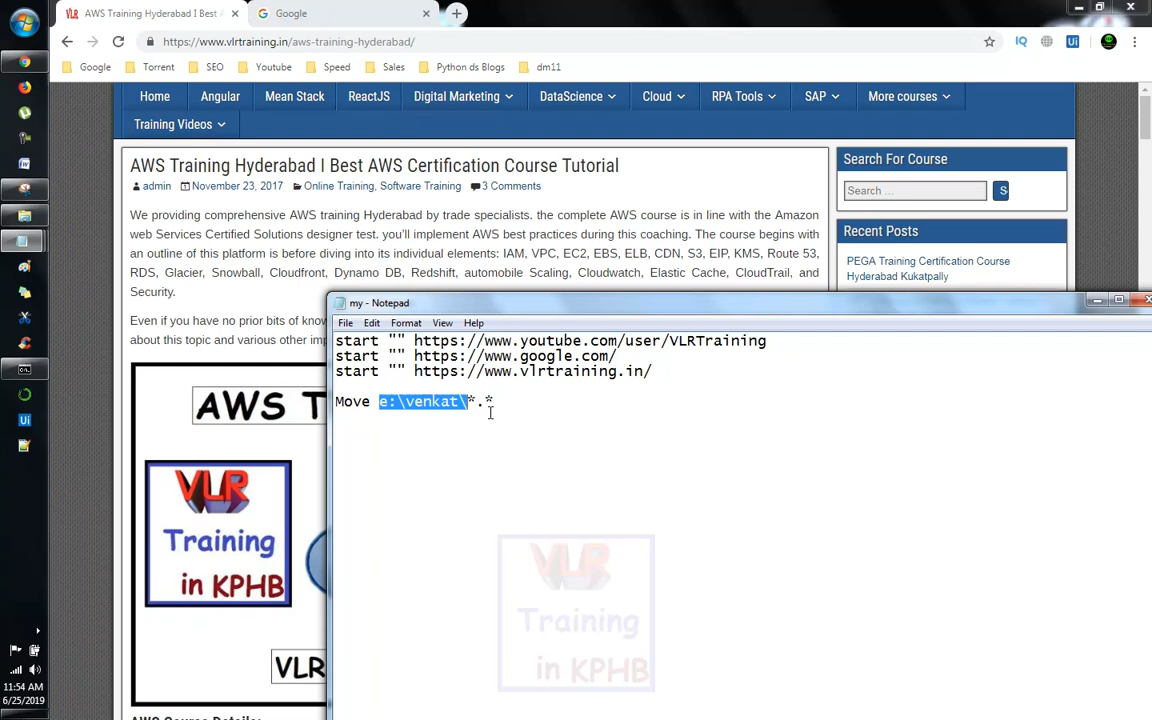 AWS Training Hyderabad I Best A
Google
https://www.vlrtraining.in/aws-training-hyderabad/
IQ
Ui
Google
Torrent
SEO
Youtube
Speed
Sales
Python ds Blogs
dm11
Home
Angular
Mean Stack
ReactJS
Digital Marketing
DataScience
Cloud
RPA Tools
SAP
More courses
Training Videos
AWS Training Hyderabad I Best AWS Certification Course Tutorial
admin November 23, 2017 Online Training, Software Training 3 Comments
We providing comprehensive AWS training Hyderabad by trade specialists. the complete AWS course is in line with the Amazon
web Services Certified Solutions designer test. you'll implement AWS best practices during this coaching. The course begins with
an outline of this platform is before diving into its individual elements: IAM, VPC, EC2, EBS, ELB, CDN, S3, EIP, KMS, Route 53,
RDS, Glacier, Snowball, Cloudfront, Dynamo DB, Redshift, automobile Scaling, Cloudwatch, Elastic Cache, CloudTrail, and
Security.
Even if you have no prior bits of know
about this topic and various other im
Search For Course
Search ...
S
Recent Posts
PEGA Training Certification Course
Hyderabad Kukatpally
my - Notepad
File Edit Format View Help
start "" https://www.youtube.com/user/VLRTraining
start "" https://www.google.com/
start "" https://www.vlrtraining.in/
Move e:\venkat\*.*
AWS T
VLR
Training
in KPHB
VLR
VLR
Training
in KPHB
Ui
11:54 AM
6/25/2019